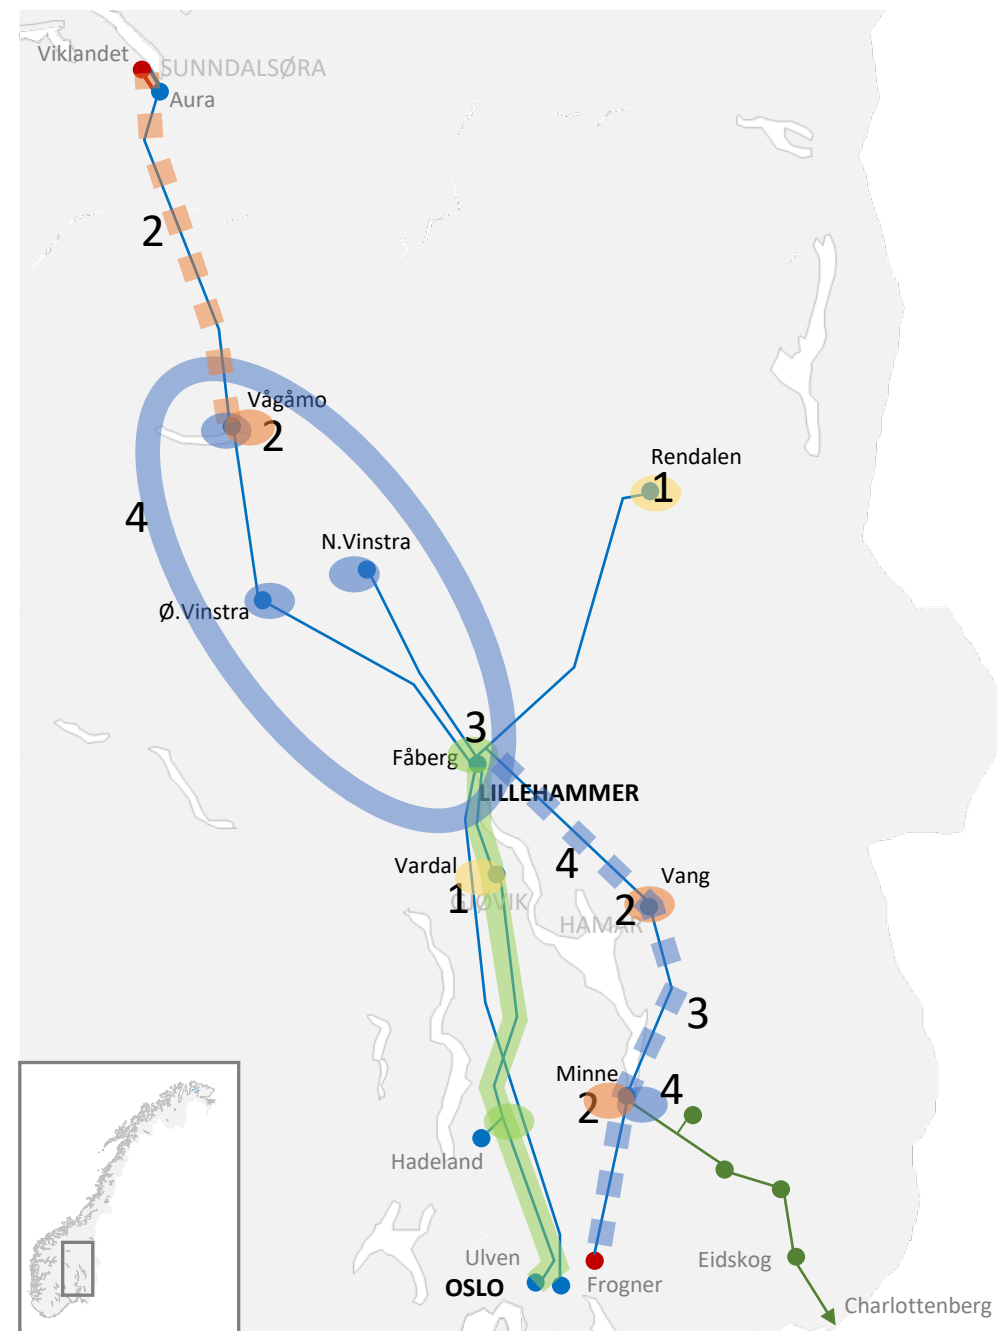 Viklandet
SUNNDALSØRA
Aura
2
Vågåmo
2
Rendalen
1
4
N.Vinstra
Ø.Vinstra
3
Fåberg
LILLEHAMMER
4
Vardal
1
GJØVIK
Vang
2
HAMAR
3
Minne
4
2
Hadeland
Ulven
OSLO
Frogner
Eidskog
Charlottenberg